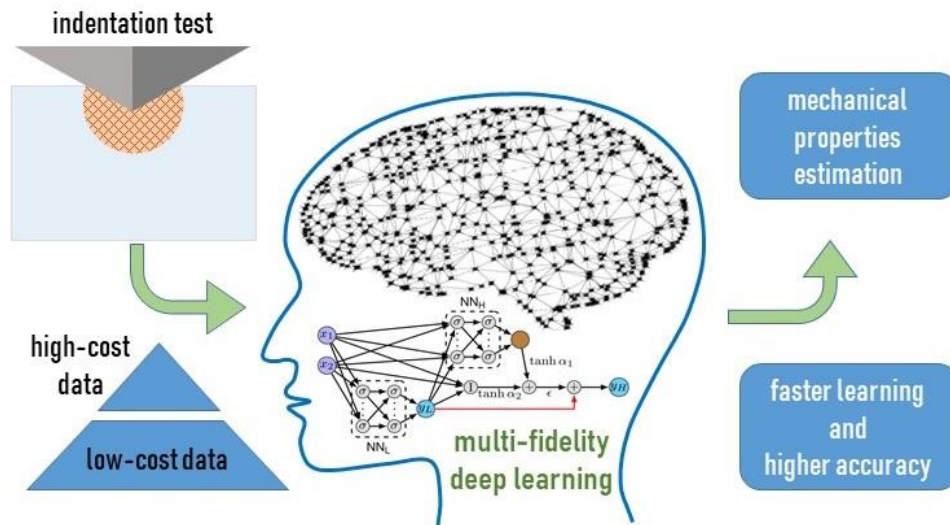 indentation test
high-cost
data
low-cost data
NN_H
x_1
x_2
σ σ
σ σ
tanh α_1
I
tanh α_2
+
ϵ
+
y_H
σ σ
σ σ
y_L
NN_L
multi-fidelity
deep learning
mechanical
properties
estimation
faster learning
and
higher accuracy